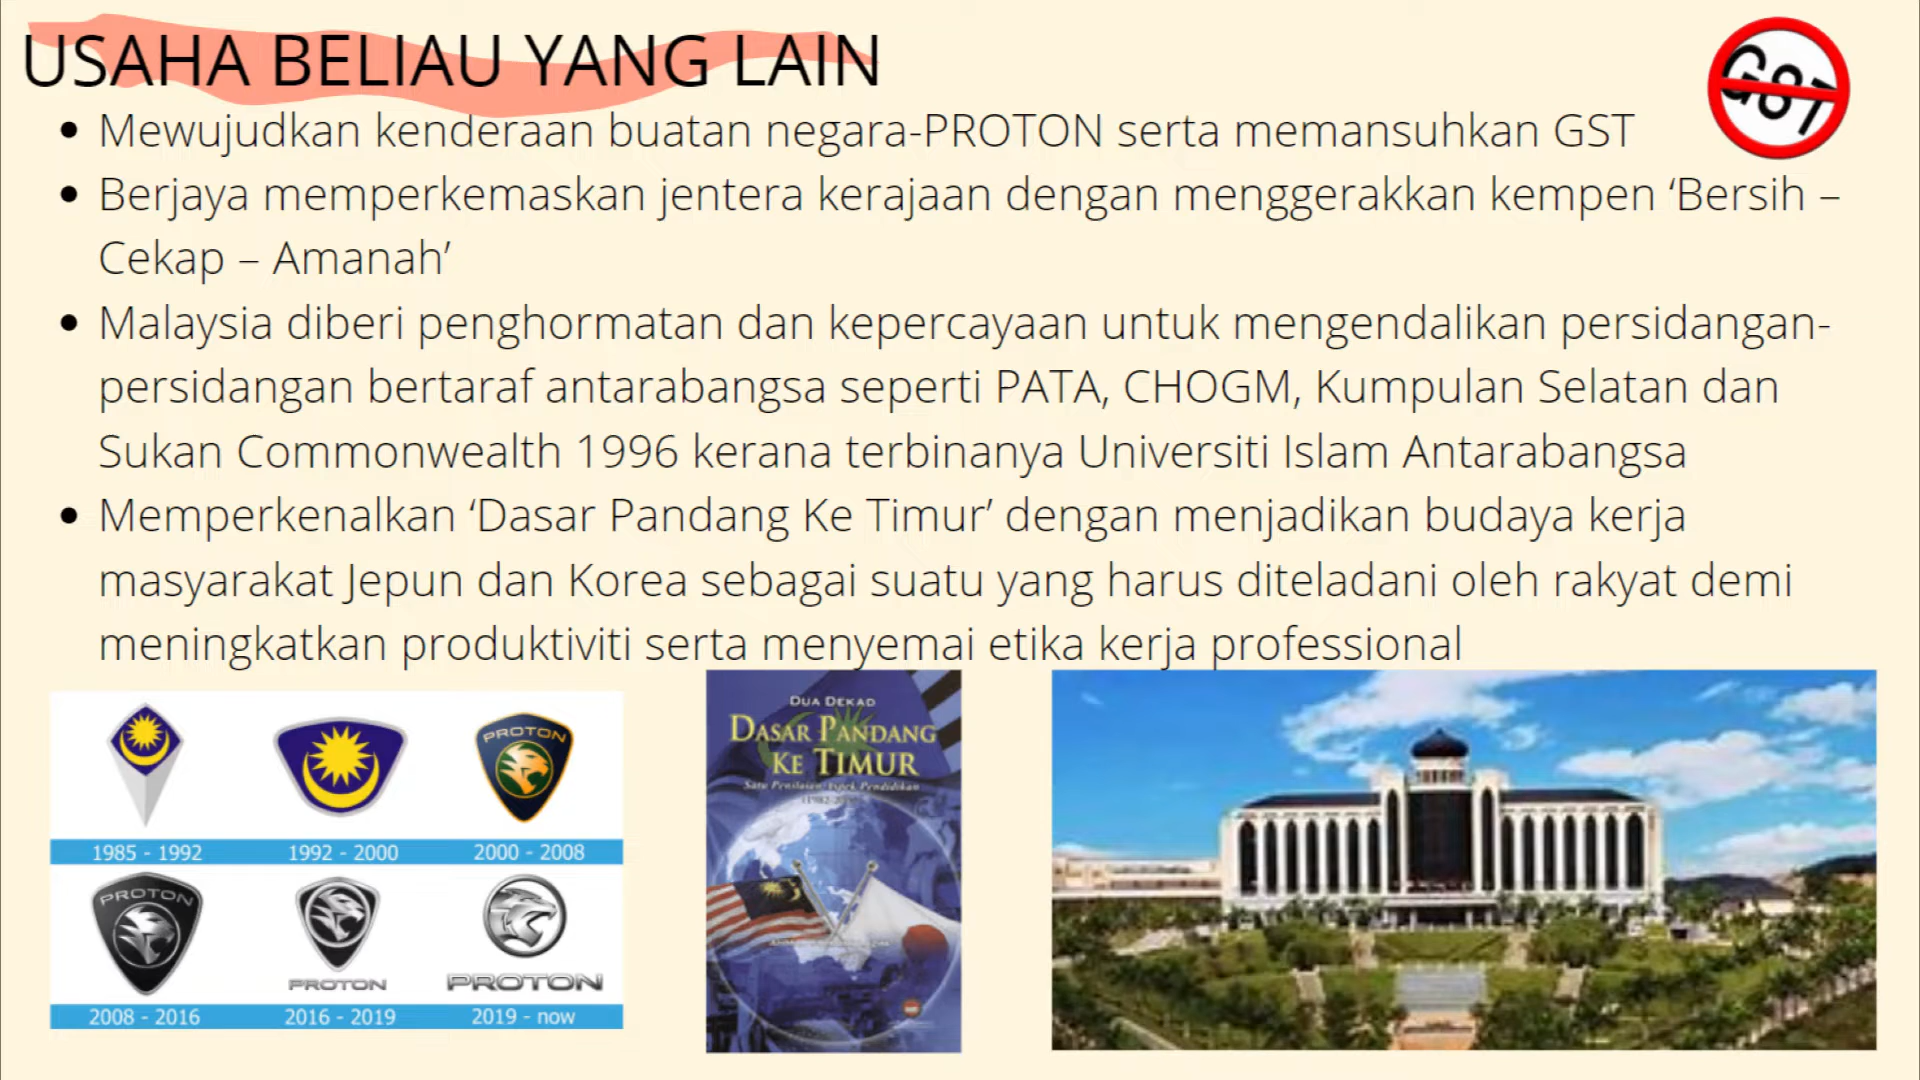 USAHA BELIAU YANG LAIN
GST
• Mewujudkan kenderaan buatan negara-PROTON serta memansuhkan GST
• Berjaya memperkemaskan jentera kerajaan dengan menggerakkan kempen ‘Bersih –
Cekap – Amanah’
• Malaysia diberi penghormatan dan kepercayaan untuk mengendalikan persidangan-
persidangan bertaraf antarabangsa seperti PATA, CHOGM, Kumpulan Selatan dan
Sukan Commonwealth 1996 kerana terbinanya Universiti Islam Antarabangsa
• Memperkenalkan ‘Dasar Pandang Ke Timur’ dengan menjadikan budaya kerja
masyarakat Jepun dan Korea sebagai suatu yang harus diteladani oleh rakyat demi
meningkatkan produktiviti serta menyemai etika kerja professional
PROTON
1985 - 1992
1992 - 2000
2000 - 2008
PROTON
PROTON
PROTON
2008 - 2016
2016 - 2019
2019 - now
DUA DEKAD
DASAR PANDANG
KE TIMUR
Satu Penilaian Aspek Pendidikan